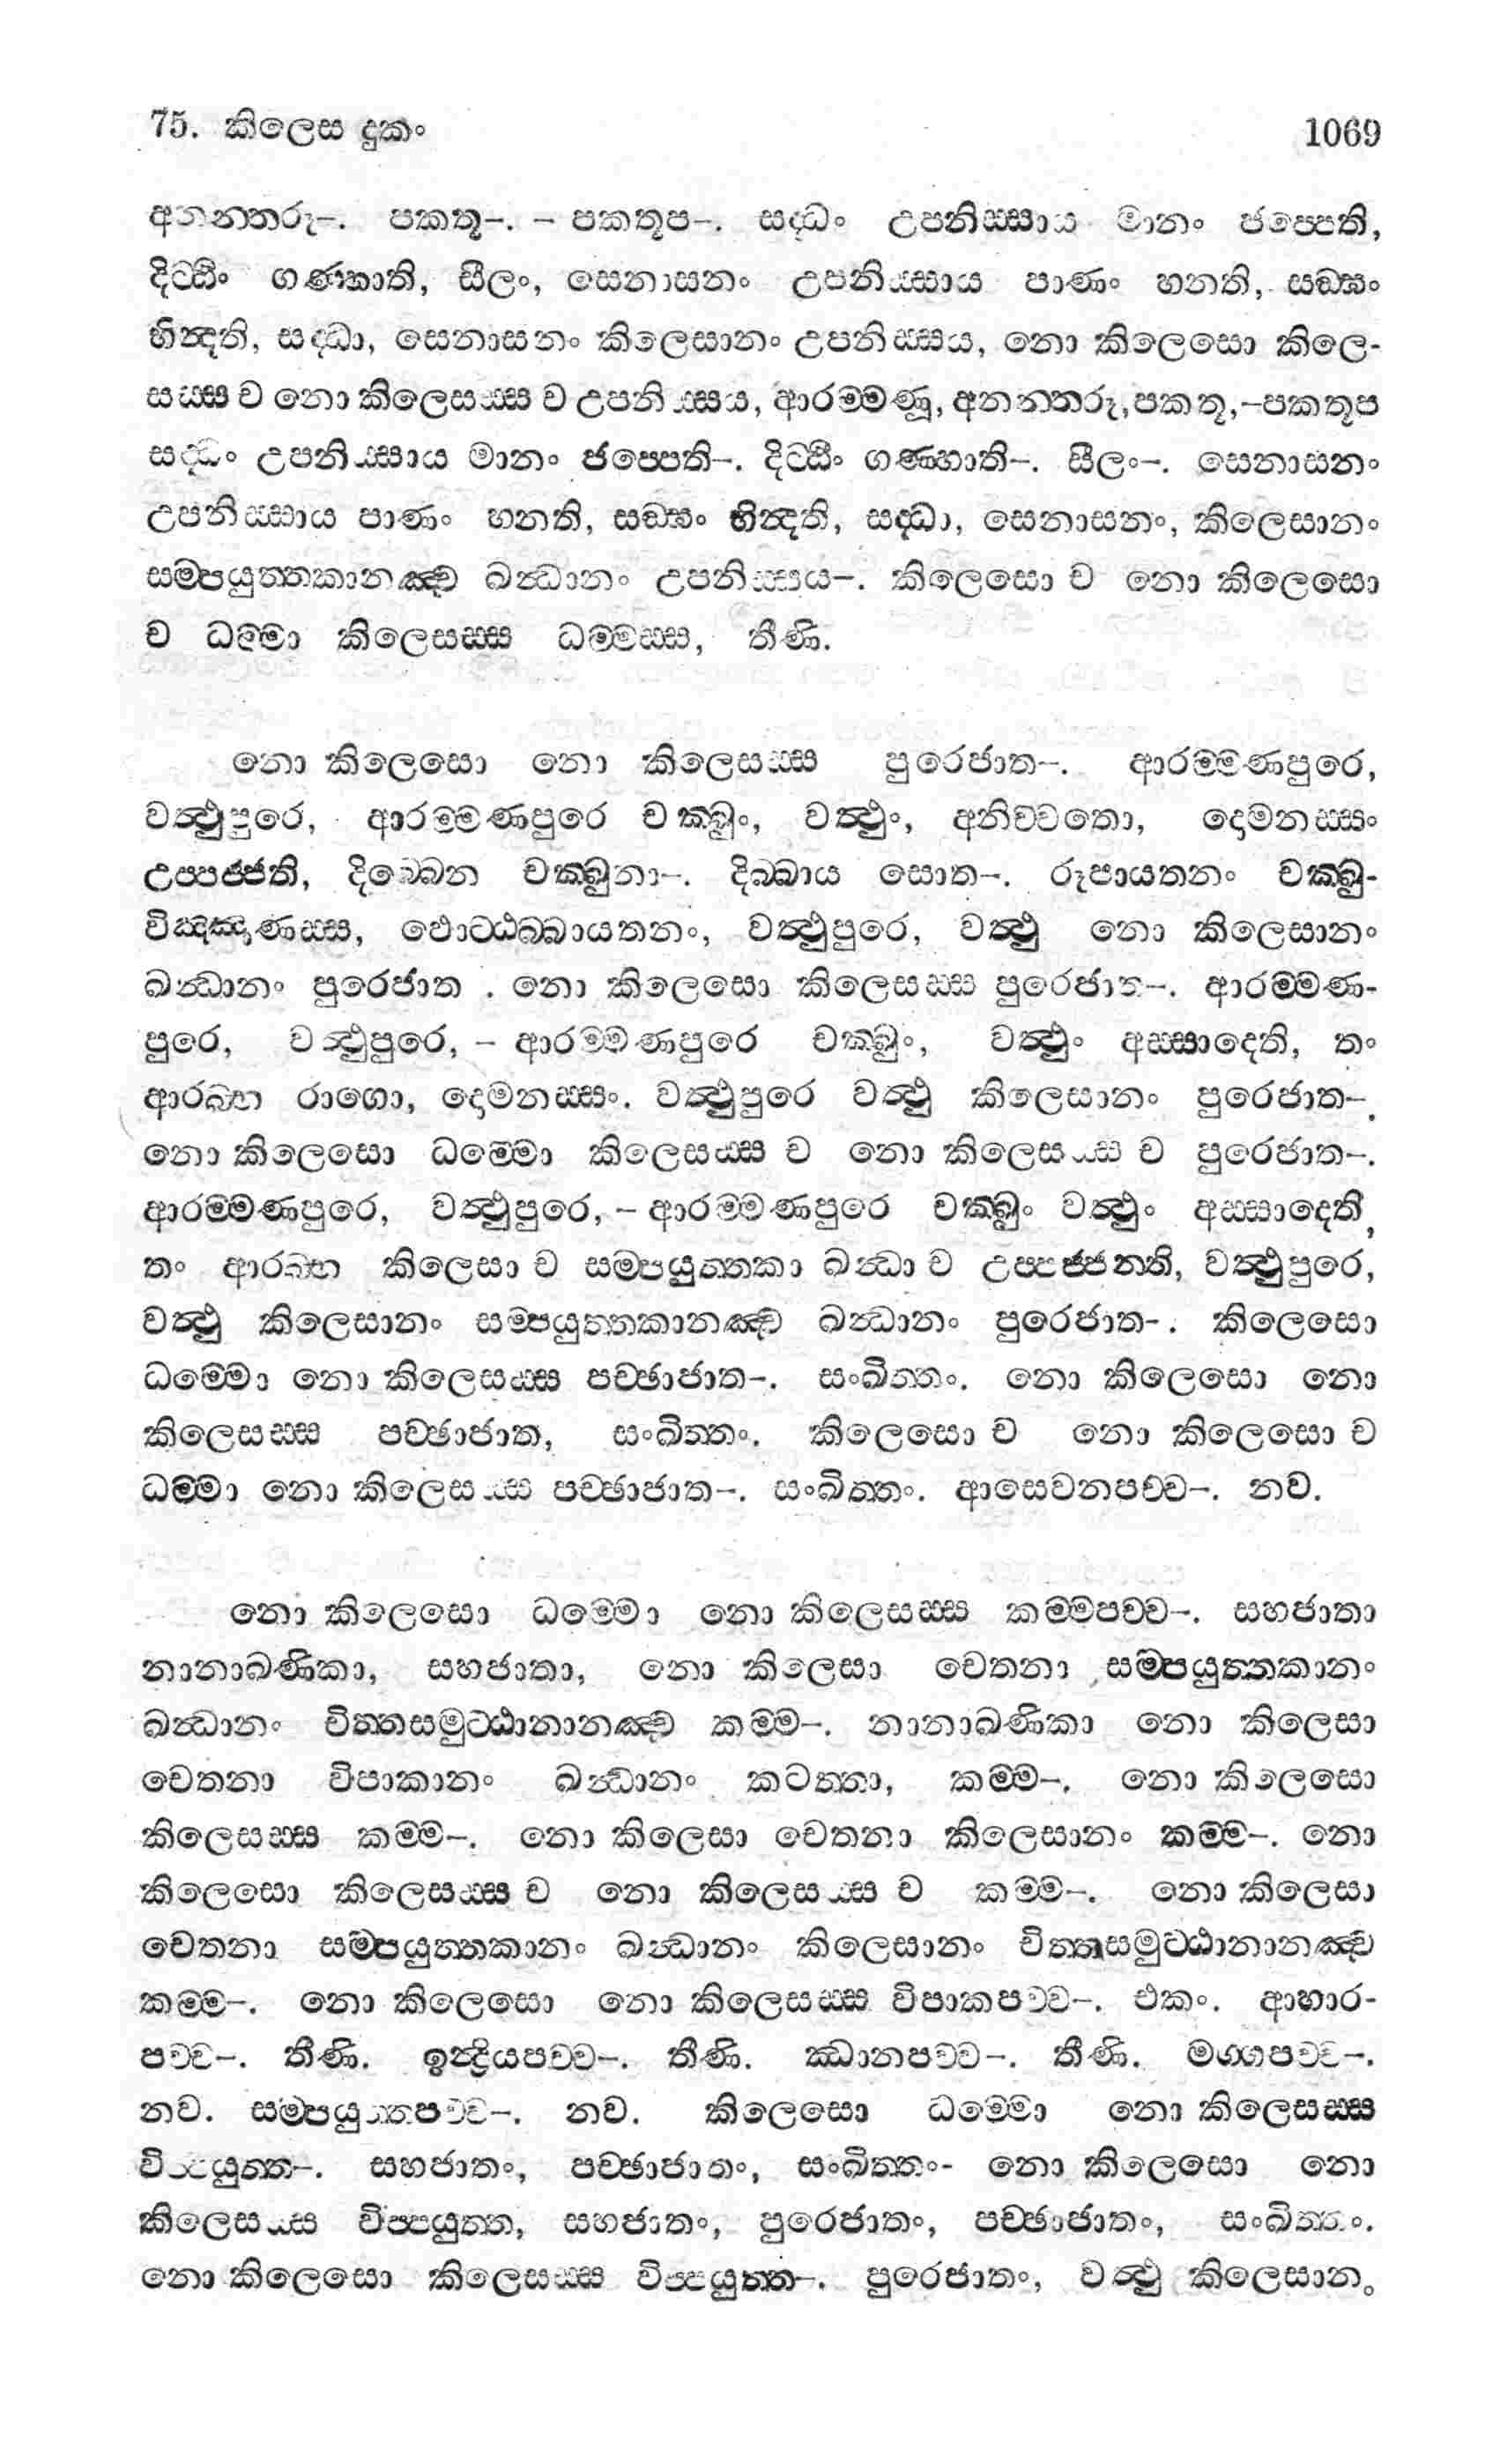 75. කිලෙස දුකං 1069
අනන්තරූ–. පකතූ–. – පකතූප–. සද්ධං උපනිස්සාය මානං ජප්පෙති,
දිට්ඨිං ගණ්හාති, සීලං, සෙනාසනං උපනිස්සාය පාණං හනති, සඞ්ඝං
භින්දති, සද්ධා, සෙනාසනං කිලෙසානං උපනිස්සය, නො කිලෙසො කිලෙ-
සස්ස ච නො කිලෙසස්ස ච උපනිස්සය, ආරම්මණූ, අනන්තරූ, පකතූ, –පකතූප
සද්ධං උපනිස්සාය මානං ජප්පෙති–. දිට්ඨිං ගණ්හාති–. සීලං–. සෙනාසනං
උපනිස්සාය පාණං හනති, සඞ්ඝං භින්දති, සද්ධා, සෙනාසනං, කිලෙසානං
සම්පයුත්තකානඤ්ච ඛන්ධානං උපනිස්සය–. කිලෙසො ච නො කිලෙසො
ච ධම්මා කිලෙසස්ස ධම්මස්ස, තීණි.
නො කිලෙසො නො කිලෙසස්ස පුරෙජාත–. ආරම්මණපුරෙ,
වත්ථුපුරෙ, ආරම්මණපුරෙ චක්ඛුං, වත්ථුං, අනිච්චතො, දොමනස්සං
උප්පජ්ජති, දිබ්බෙන චක්ඛුනා–. දිබ්බාය සොත–. රූපායතනං චක්ඛු-
විඤ්ඤාණස්ස, ඵොට්ඨබ්බායතනං, වත්ථුපුරෙ, වත්ථු නො කිලෙසානං
ඛන්ධානං පුරෙජාත . නො කිලෙසො කිලෙසස්ස පුරෙජාත–. ආරම්මණ-
පුරෙ, වත්ථුපුරෙ, – ආරම්මණපුරෙ චක්ඛුං, වත්ථුං අස්සාදෙති, තං
ආරබ්භ රාගො, දොමනස්සං. වත්ථුපුරෙ වත්ථු කිලෙසානං පුරෙජාත–.
නො කිලෙසො ධම්මො කිලෙසස්ස ච නො කිලෙසස්ස ච පුරෙජාත–.
ආරම්මණපුරෙ, වත්ථුපුරෙ, – ආරම්මණපුරෙ චක්ඛුං වත්ථුං අස්සාදෙති,
තං ආරබ්භ කිලෙසා ච සම්පයුත්තකා ඛන්ධා ච උප්පජ්ජන්ති, වත්ථුපුරෙ,
වත්ථු කිලෙසානං සම්පයුත්තකානඤ්ච ඛන්ධානං පුරෙජාත-. කිලෙසො
ධම්මො නො කිලෙසස්ස පච්ඡාජාත–. සංඛිත්තං. නො කිලෙසො නො
කිලෙසස්ස පච්ඡාජාත, සංඛිත්තං. කිලෙසො ච නො කිලෙසො ච
ධම්මා නො කිලෙසස්ස පච්ඡාජාත–. සංඛිත්තං. ආසෙවනපච්ච–. නව.
නො කිලෙසො ධම්මො නො කිලෙසස්ස කම්මපච්ච–. සහජාතා
නානාඛණිකා, සහජාතා, නො කිලෙසා චෙතනා සම්පයුත්තකානං
ඛන්ධානං චිත්තසමුට්ඨානානඤ්ච කම්ම–. නානාඛණිකා නො කිලෙසා
චෙතනා විපාකානං ඛන්ධානං කටත්තා, කම්ම–. නො කිලෙසො
කිලෙසස්ස කම්ම–. නො කිලෙසා චෙතනා කිලෙසානං කම්ම–. නො
කිලෙසො කිලෙසස්ස ච නො කිලෙසස්ස ච කම්ම–. නො කිලෙසා
චෙතනා සම්පයුත්තකානං ඛන්ධානං කිලෙසානං චිත්තසමුට්ඨානානඤ්ච
කම්ම–. නො කිලෙසො නො කිලෙසස්ස විපාකපච්ච–. එකං. ආහාර-
පච්ච–. තීණි. ඉන්ද්‍රියපච්ච–. තීණි. ඣානපච්ච–. තීණි. මග්ගපච්ච–.
නව. සම්පයුත්තපච්ච–. නව. කිලෙසො ධම්මො නො කිලෙසස්ස
විප්පයුත්ත–. සහජාතං, පච්ඡාජාතං, සංඛිත්තං- නො කිලෙසො නො
කිලෙසස්ස විප්පයුත්ත, සහජාතං, පුරෙජාතං, පච්ඡාජාතං, සංඛිත්තං.
නො කිලෙසො කිලෙසස්ස විප්පයුත්ත–. පුරෙජාතං, වත්ථු කිලෙසානං